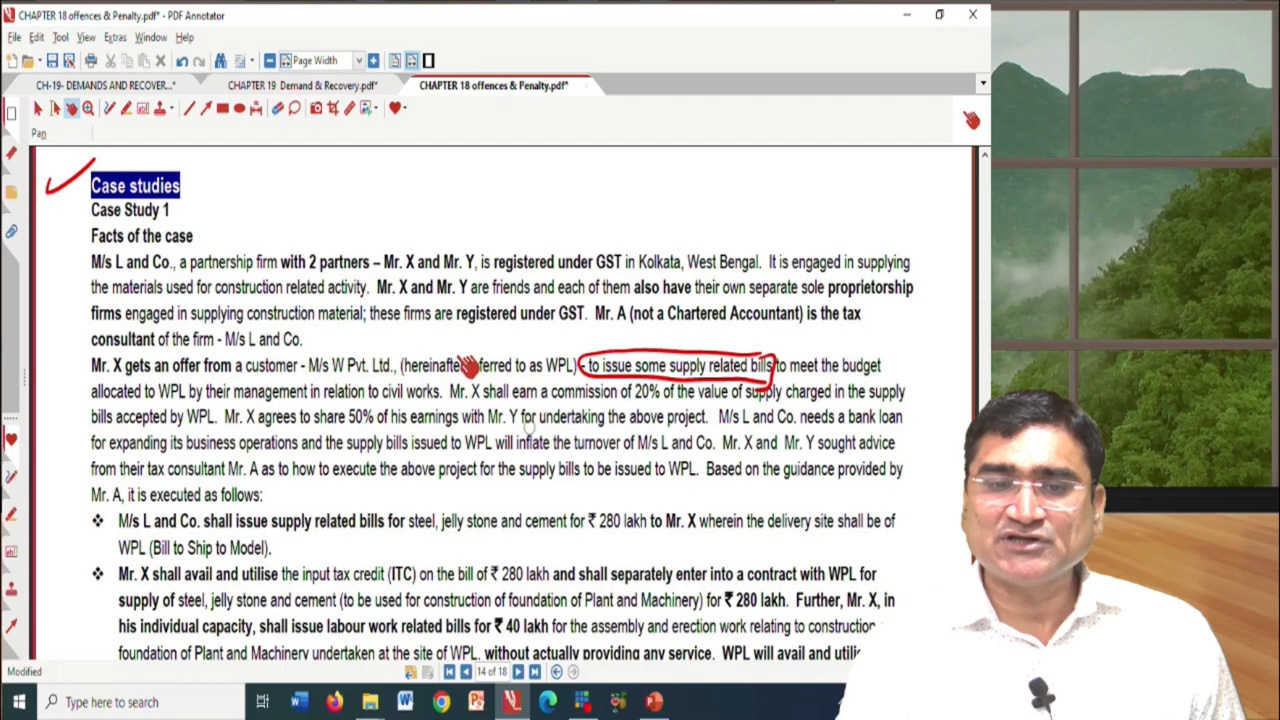 CHAPTER 18 offences & Penalty.pdf* - PDF Annotator
File Edit Tool View Extras Window Help
Page Width
CH-19- DEMANDS AND RECOVER...* CHAPTER 19 Demand & Recovery.pdf* CHAPTER 18 offences & Penalty.pdf*
Pan
Case studies
Case Study 1
Facts of the case
M/s L and Co., a partnership firm with 2 partners – Mr. X and Mr. Y, is registered under GST in Kolkata, West Bengal. It is engaged in supplying
the materials used for construction related activity. Mr. X and Mr. Y are friends and each of them also have their own separate sole proprietorship
firms engaged in supplying construction material; these firms are registered under GST. Mr. A (not a Chartered Accountant) is the tax
consultant of the firm - M/s L and Co.
Mr. X gets an offer from a customer - M/s W Pvt. Ltd., (hereinafte ferred to as WPL) - to issue some supply related bills to meet the budget
allocated to WPL by their management in relation to civil works. Mr. X shall earn a commission of 20% of the value of supply charged in the supply
bills accepted by WPL. Mr. X agrees to share 50% of his earnings with Mr. Y for undertaking the above project. M/s L and Co. needs a bank loan
for expanding its business operations and the supply bills issued to WPL will inflate the turnover of M/s L and Co. Mr. X and Mr. Y sought advice
from their tax consultant Mr. A as to how to execute the above project for the supply bills to be issued to WPL. Based on the guidance provided by
Mr. A, it is executed as follows:
❖ M/s L and Co. shall issue supply related bills for steel, jelly stone and cement for ₹ 280 lakh to Mr. X wherein the delivery site shall be of
WPL (Bill to Ship to Model).
❖ Mr. X shall avail and utilise the input tax credit (ITC) on the bill of ₹ 280 lakh and shall separately enter into a contract with WPL for
supply of steel, jelly stone and cement (to be used for construction of foundation of Plant and Machinery) for ₹ 280 lakh. Further, Mr. X, in
his individual capacity, shall issue labour work related bills for ₹ 40 lakh for the assembly and erection work relating to construction
foundation of Plant and Machinery undertaken at the site of WPL, without actually providing any service. WPL will avail and utilis
Modified 14 of 18
Type here to search